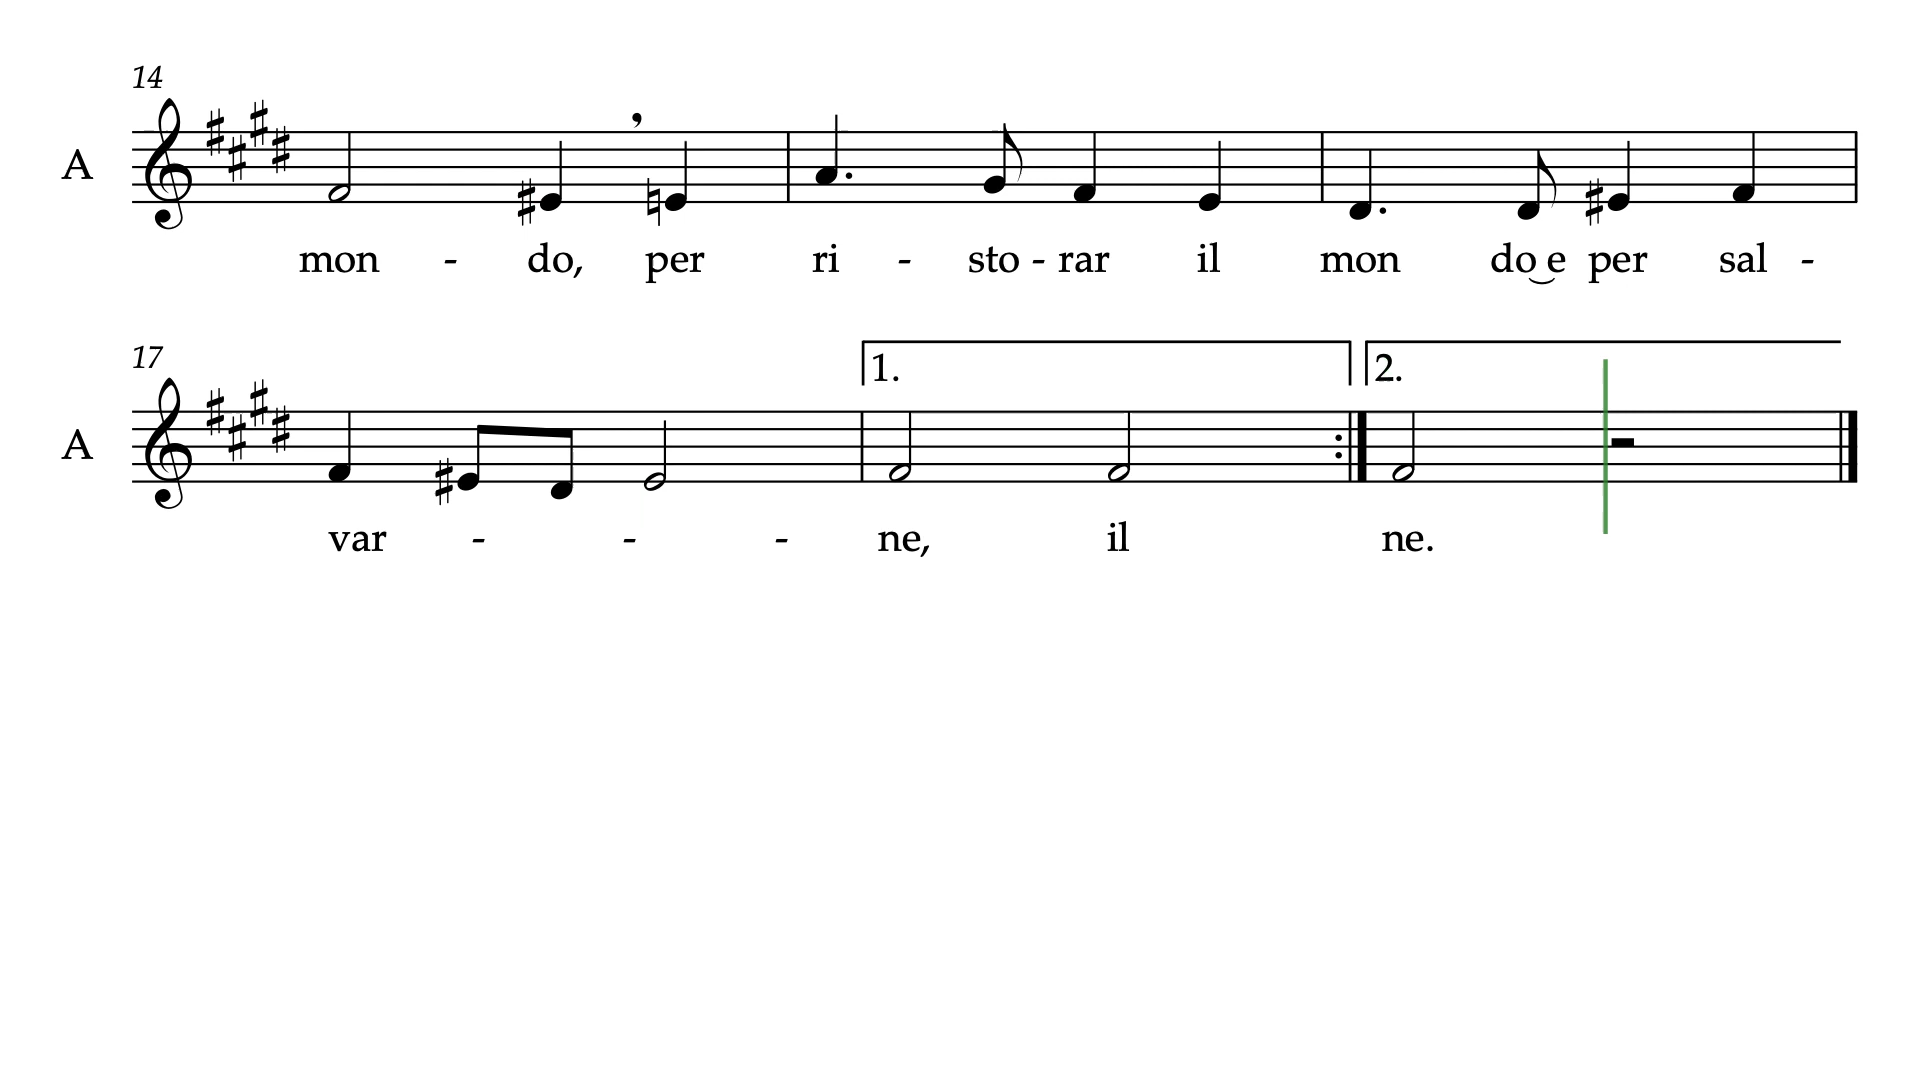 14
A
mon - do, per ri - sto - rar il mon do‿e per sal -
17
1. 2.
A
var - - - ne, il ne.